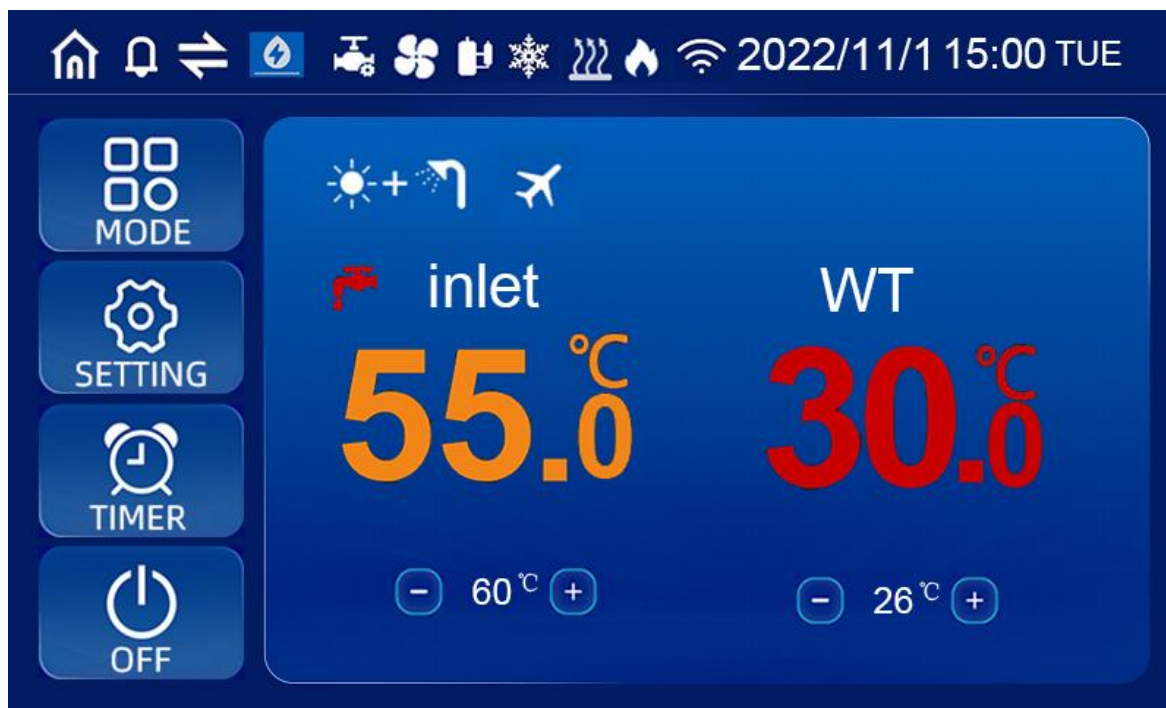 2022/11/1 15:00 TUE
MODE
SETTING
TIMER
OFF
inlet WT
55.0℃ 30.0℃
- 60℃ + - 26℃ +